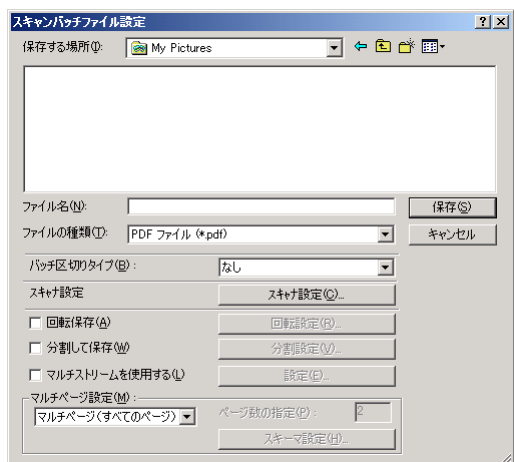 スキャンバッチファイル設定
保存する場所(I): My Pictures
ファイル名(N): 保存(S)
ファイルの種類(T): PDF ファイル (*.pdf) キャンセル
バッチ区切りタイプ(B) : なし
スキャナ設定 スキャナ設定(C)...
回転保存(A) 回転設定(R)...
分割して保存(W) 分割設定(V)...
マルチストリームを使用する(L) 設定(E)...
マルチページ設定(M) :
マルチページ(すべてのページ) ページ数の指定(P) : 2
スキーマ設定(H)...